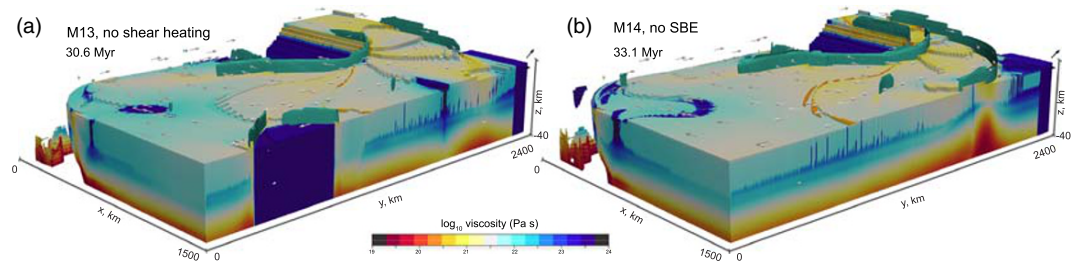 (a)
M13, no shear heating
30.6 Myr
z, km
-40
2400
0
x, km
y, km
1500
0
(b)
M14, no SBE
33.1 Myr
z, km
-40
2400
0
x, km
y, km
1500
0
log10 viscosity (Pa s)
19 20 21 22 23 24